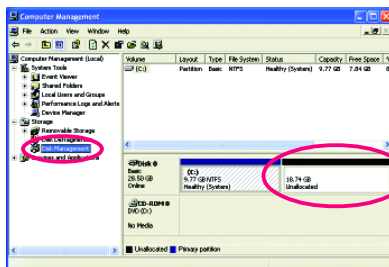 Computer Management
File Action View Window Help
Computer Management (Local)
System Tools
Event Viewer
Shared Folders
Local Users and Groups
Performance Logs and Alerts
Device Manager
Storage
Removable Storage
Disk Defragmenter
Disk Management
Services and Applications
Volume Layout Type File System Status Capacity Free Space
(C:) Partition Basic NTFS Healthy (System) 9.77 GB 7.84 GB
Disk 0
Basic
28.50 GB
Online
(C:)
9.77 GB NTFS
Healthy (System)
18.74 GB
Unallocated
CD-ROM 0
DVD (D:)
No Media
Unallocated Primary partition